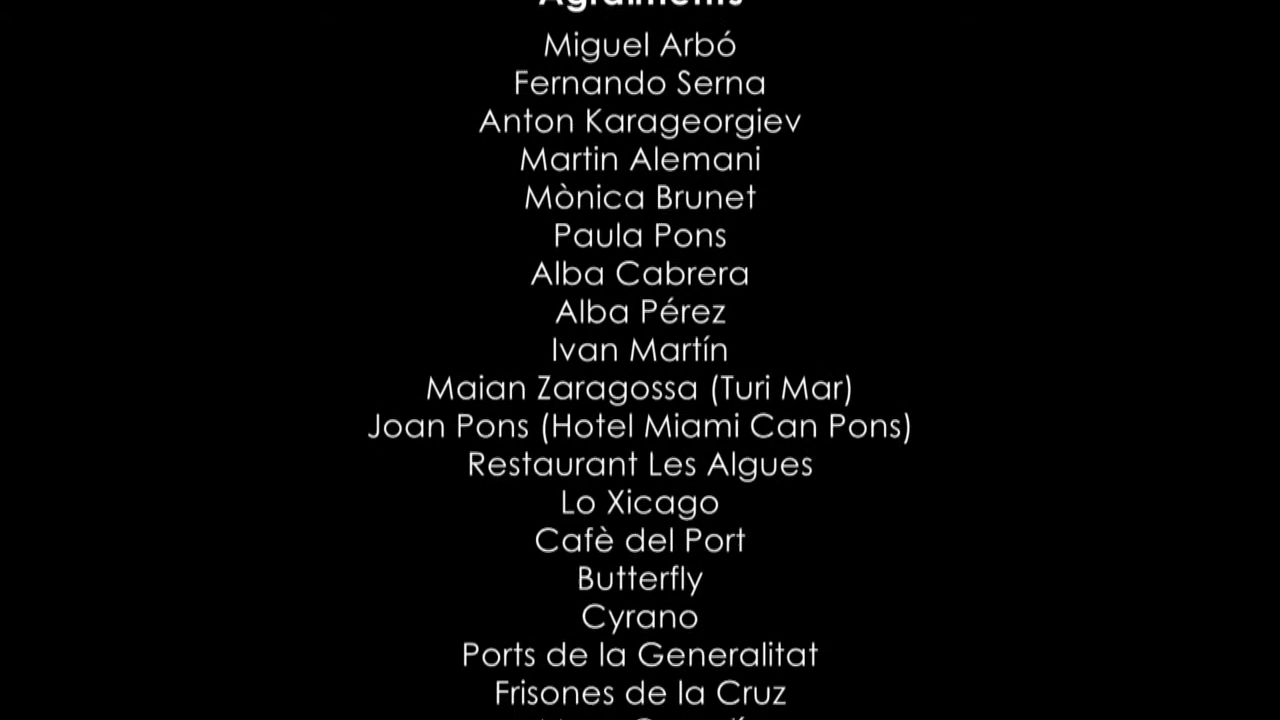 Agraïments
Miguel Arbó
Fernando Serna
Anton Karageorgiev
Martin Alemani
Mònica Brunet
Paula Pons
Alba Cabrera
Alba Pérez
Ivan Martín
Maian Zaragossa (Turi Mar)
Joan Pons (Hotel Miami Can Pons)
Restaurant Les Algues
Lo Xicago
Cafè del Port
Butterfly
Cyrano
Ports de la Generalitat
Frisones de la Cruz